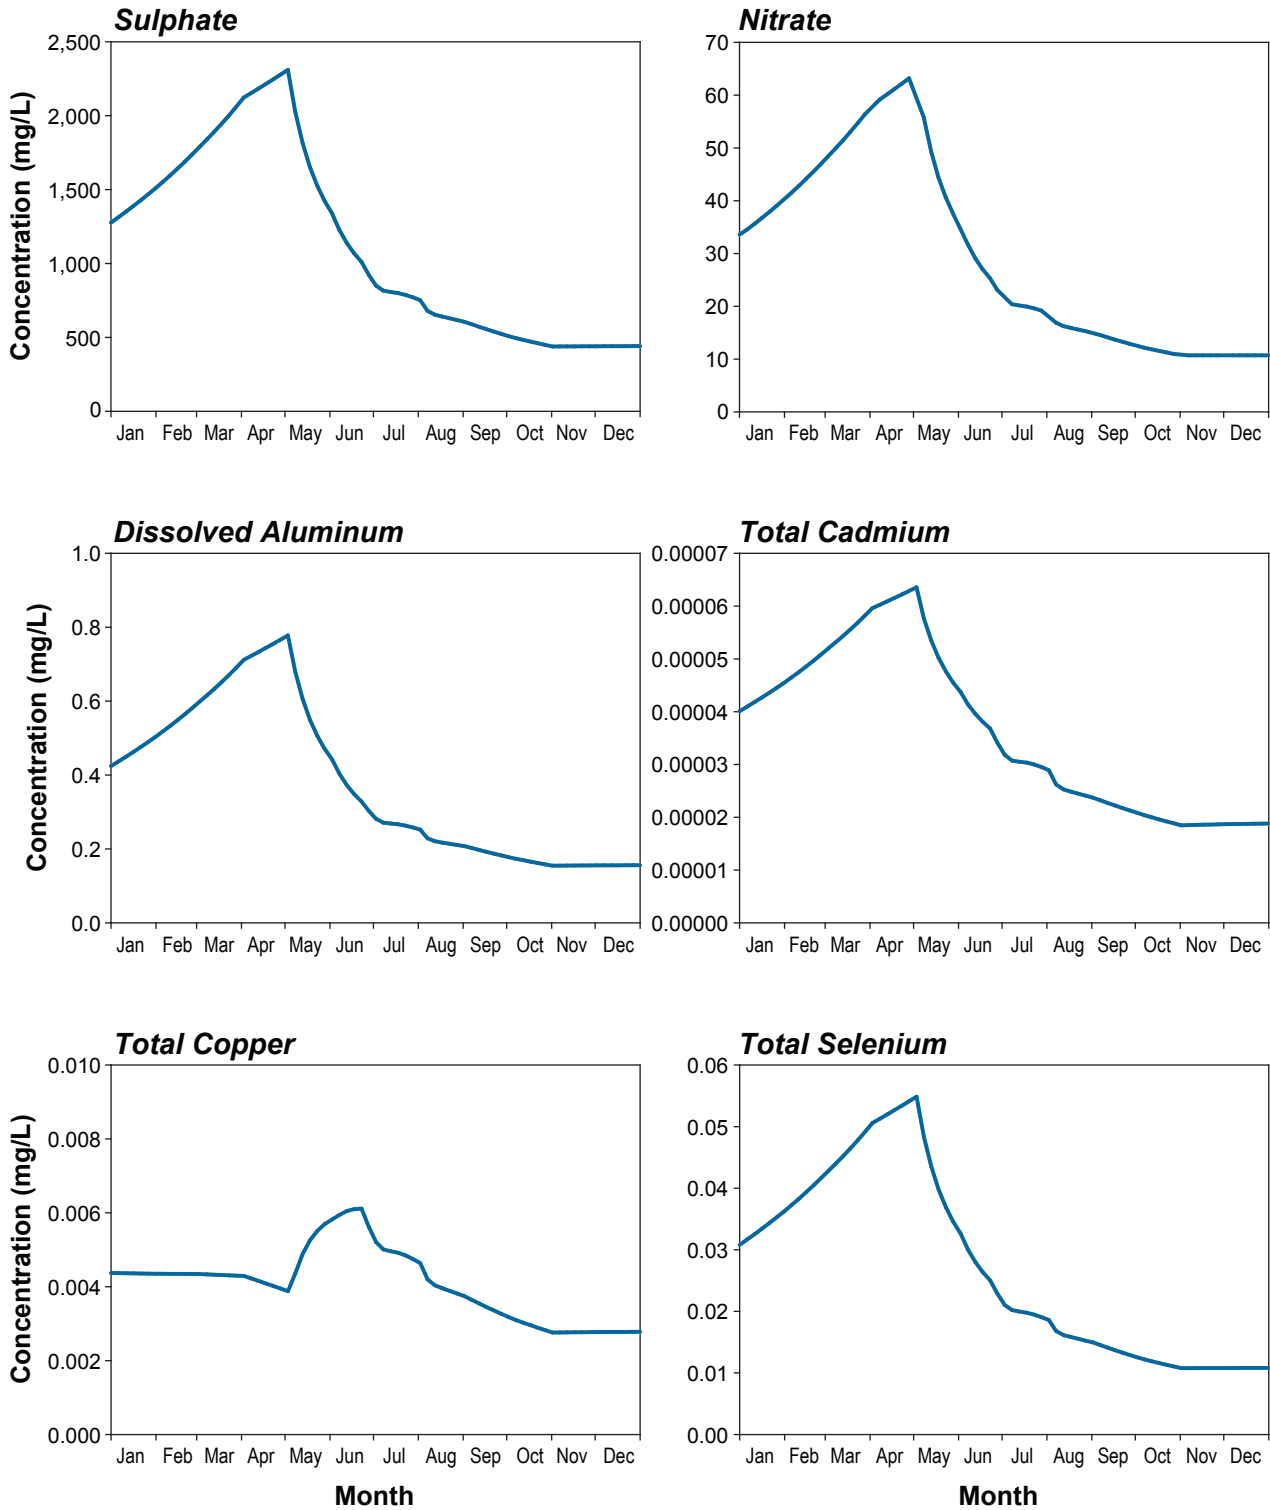 Sulphate
Concentration (mg/L)
2,500
2,000
1,500
1,000
500
0
Jan Feb Mar Apr May Jun Jul Aug Sep Oct Nov Dec
Nitrate
70
60
50
40
30
20
10
0
Jan Feb Mar Apr May Jun Jul Aug Sep Oct Nov Dec
Dissolved Aluminum
Concentration (mg/L)
1.0
0.8
0.6
0.4
0.2
0.0
Jan Feb Mar Apr May Jun Jul Aug Sep Oct Nov Dec
Total Cadmium
0.00007
0.00006
0.00005
0.00004
0.00003
0.00002
0.00001
0.00000
Jan Feb Mar Apr May Jun Jul Aug Sep Oct Nov Dec
Total Copper
Concentration (mg/L)
0.010
0.008
0.006
0.004
0.002
0.000
Jan Feb Mar Apr May Jun Jul Aug Sep Oct Nov Dec
Month
Total Selenium
0.06
0.05
0.04
0.03
0.02
0.01
0.00
Jan Feb Mar Apr May Jun Jul Aug Sep Oct Nov Dec
Month